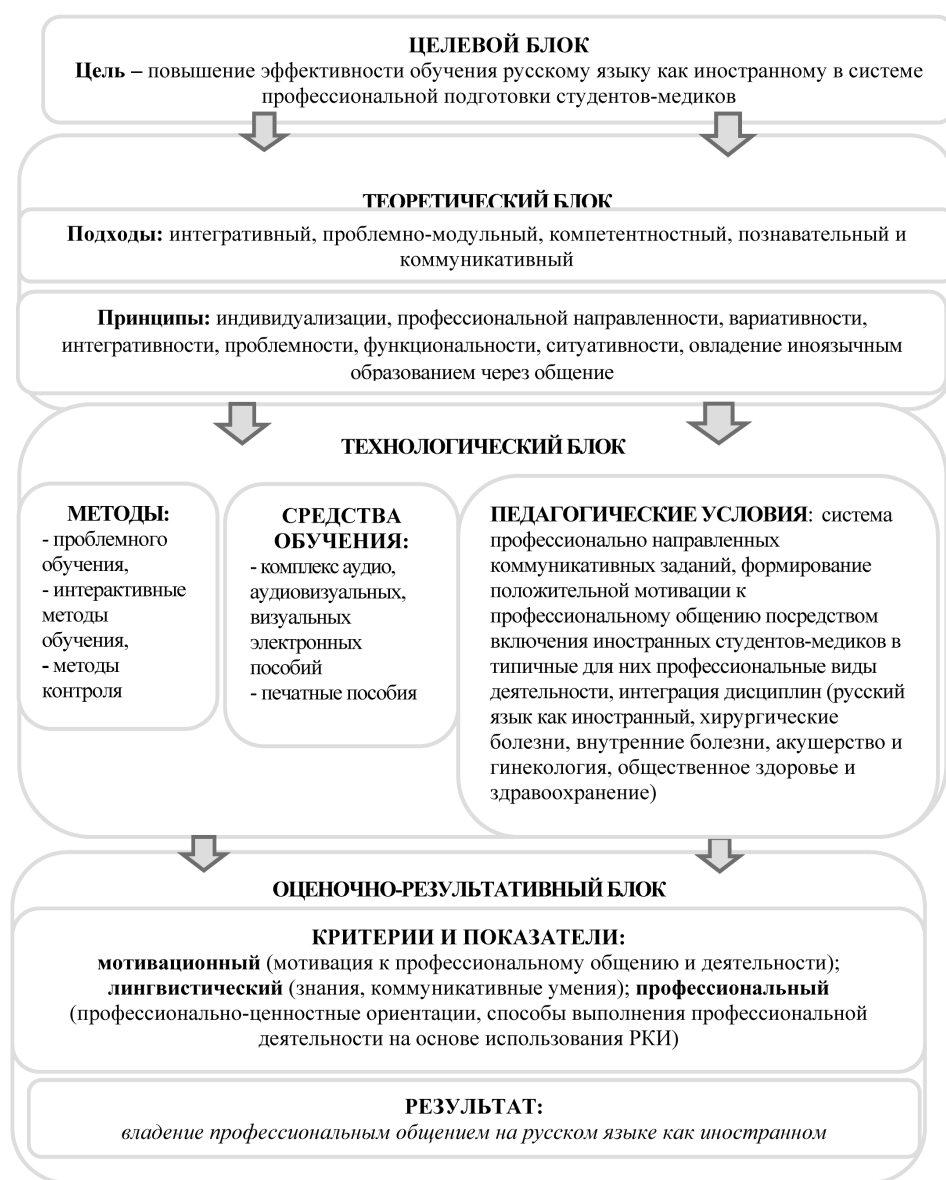 ЦЕЛЕВОЙ БЛОК
Цель – повышение эффективности обучения русскому языку как иностранному в системе
профессиональной подготовки студентов-медиков
ТЕОРЕТИЧЕСКИЙ БЛОК
Подходы: интегративный, проблемно-модульный, компетентностный, познавательный и
коммуникативный
Принципы: индивидуализации, профессиональной направленности, вариативности,
интегративности, проблемности, функциональности, ситуативности, овладение иноязычным
образованием через общение
ТЕХНОЛОГИЧЕСКИЙ БЛОК
МЕТОДЫ:
- проблемного
обучения,
- интерактивные
методы
обучения,
- методы
контроля
СРЕДСТВА
ОБУЧЕНИЯ:
- комплекс аудио,
аудиовизуальных,
визуальных
электронных
пособий
- печатные пособия
ПЕДАГОГИЧЕСКИЕ УСЛОВИЯ: система
профессионально направленных
коммуникативных заданий, формирование
положительной мотивации к
профессиональному общению посредством
включения иностранных студентов-медиков в
типичные для них профессиональные виды
деятельности, интеграция дисциплин (русский
язык как иностранный, хирургические
болезни, внутренние болезни, акушерство и
гинекология, общественное здоровье и
здравоохранение)
ОЦЕНОЧНО-РЕЗУЛЬТАТИВНЫЙ БЛОК
КРИТЕРИИ И ПОКАЗАТЕЛИ:
мотивационный (мотивация к профессиональному общению и деятельности);
лингвистический (знания, коммуникативные умения); профессиональный
(профессионально-ценностные ориентации, способы выполнения профессиональной
деятельности на основе использования РКИ)
РЕЗУЛЬТАТ:
владение профессиональным общением на русском языке как иностранном